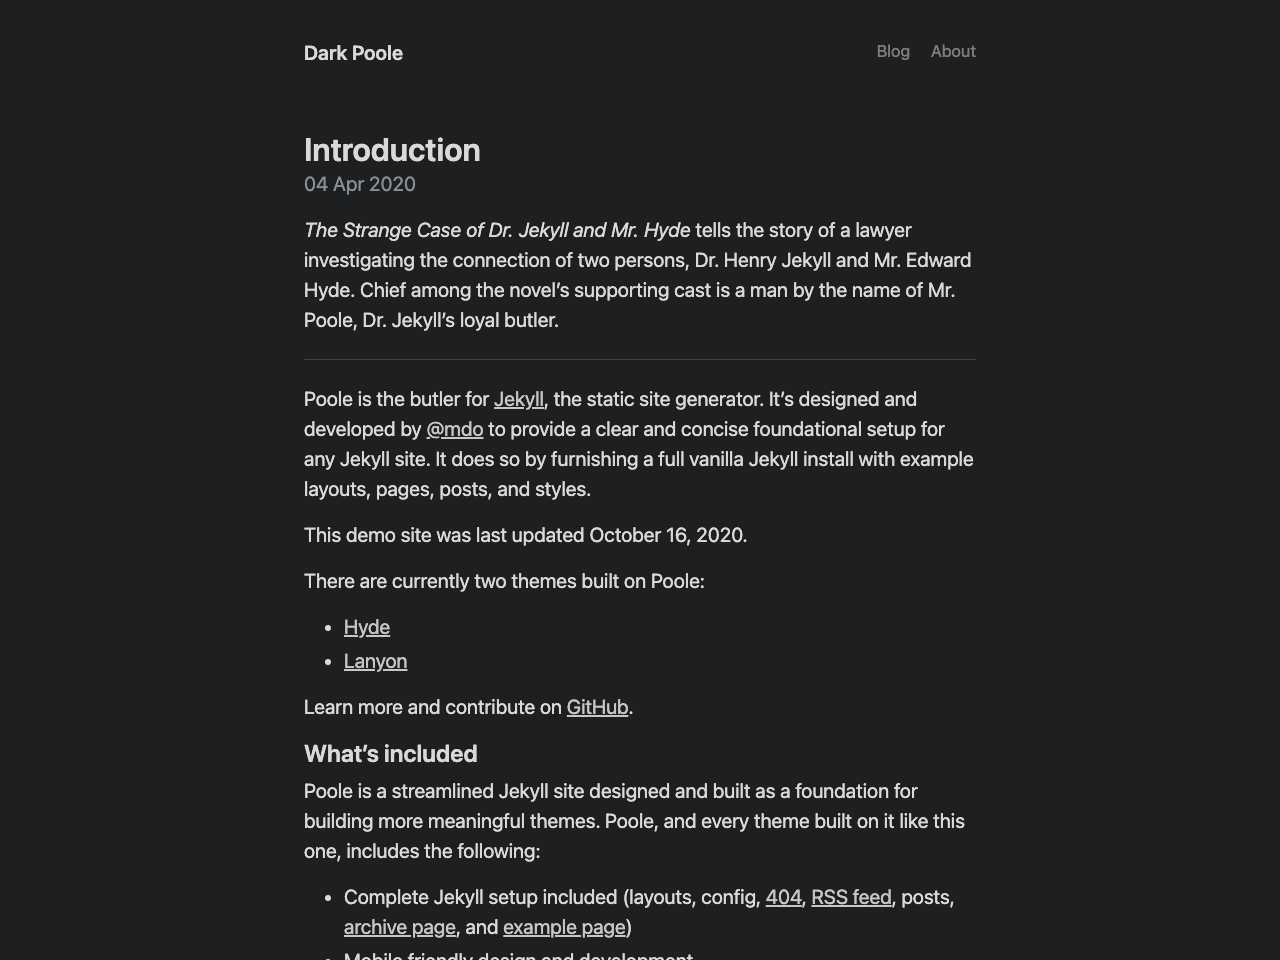 Dark Poole
Blog
About
Introduction
04 Apr 2020
The Strange Case of Dr. Jekyll and Mr. Hyde tells the story of a lawyer
investigating the connection of two persons, Dr. Henry Jekyll and Mr. Edward
Hyde. Chief among the novel’s supporting cast is a man by the name of Mr.
Poole, Dr. Jekyll’s loyal butler.
Poole is the butler for Jekyll, the static site generator. It’s designed and
developed by @mdo to provide a clear and concise foundational setup for
any Jekyll site. It does so by furnishing a full vanilla Jekyll install with example
layouts, pages, posts, and styles.
This demo site was last updated October 16, 2020.
There are currently two themes built on Poole:
• Hyde
• Lanyon
Learn more and contribute on GitHub.
What’s included
Poole is a streamlined Jekyll site designed and built as a foundation for
building more meaningful themes. Poole, and every theme built on it like this
one, includes the following:
• Complete Jekyll setup included (layouts, config, 404, RSS feed, posts,
archive page, and example page)
• Mobile friendly design and development